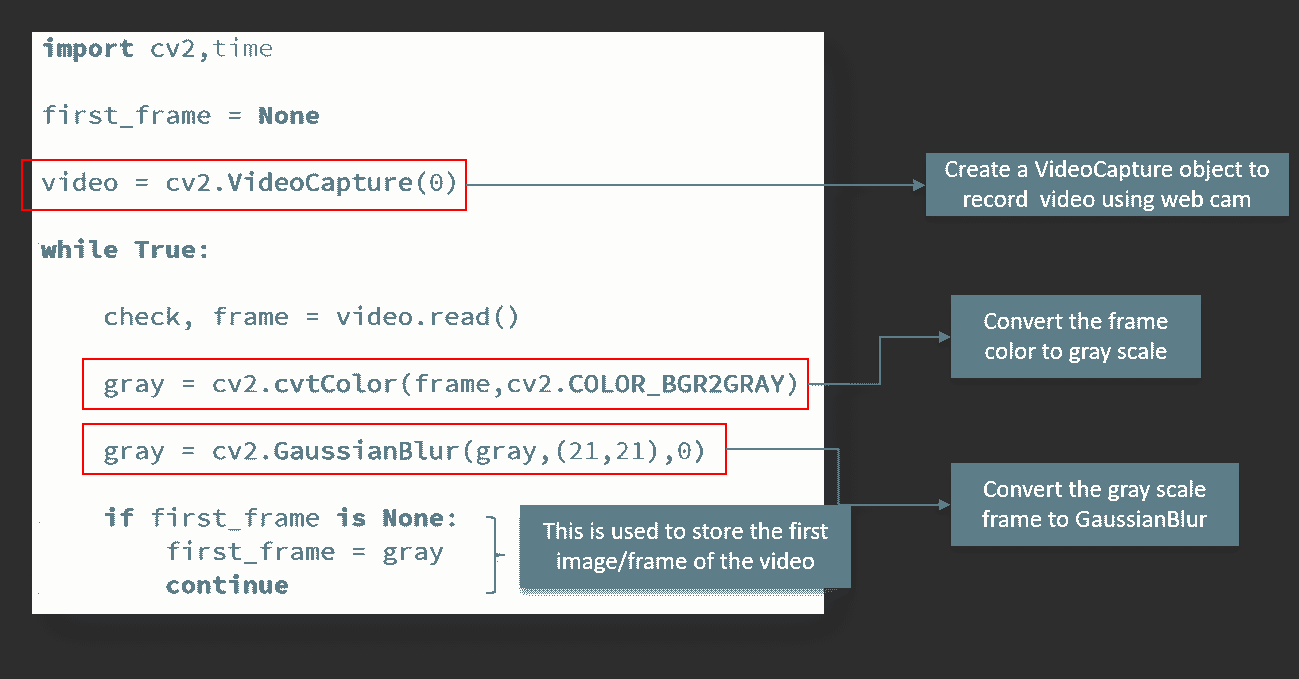 import cv2,time
first_frame = None
video = cv2.VideoCapture(0)
Create a VideoCapture object to
record video using web cam
while True:
check, frame = video.read()
gray = cv2.cvtColor(frame,cv2.COLOR_BGR2GRAY)
Convert the frame
color to gray scale
gray = cv2.GaussianBlur(gray,(21,21),0)
Convert the gray scale
frame to GaussianBlur
if first_frame is None:
first_frame = gray
continue
This is used to store the first
image/frame of the video